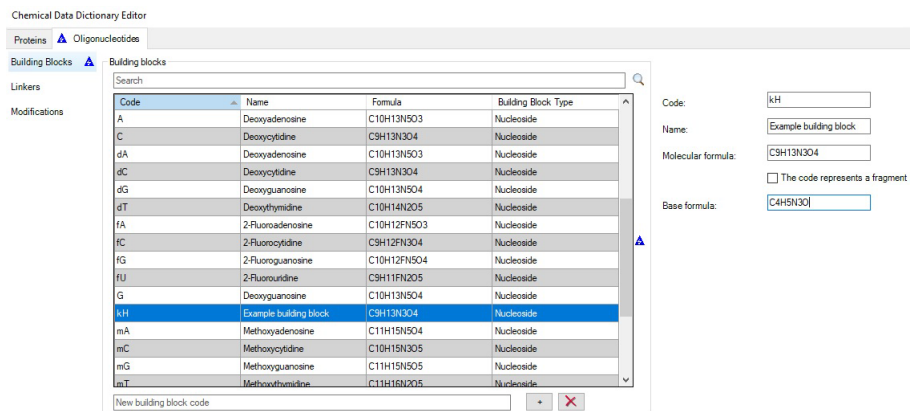 Chemical Data Dictionary Editor
Proteins Oligonucleotides
Building Blocks
Linkers
Modifications
Building blocks
Search
Code Name Formula Building Block Type
A Deoxyadenosine C10H13N5O3 Nucleoside
C Deoxycytidine C9H13N3O4 Nucleoside
dA Deoxyadenosine C10H13N5O3 Nucleoside
dC Deoxycytidine C9H13N3O4 Nucleoside
dG Deoxyguanosine C10H13N5O4 Nucleoside
dT Deoxythymidine C10H14N2O5 Nucleoside
fA 2-Fluoroadenosine C10H12FN5O3 Nucleoside
fC 2-Fluorocytidine C9H12FN3O4 Nucleoside
fG 2-Fluoroguanosine C10H12FN5O4 Nucleoside
fU 2-Fluorouridine C9H11FN2O5 Nucleoside
G Deoxyguanosine C10H13N5O4 Nucleoside
kH Example building block C9H13N3O4 Nucleoside
mA Methoxyadenosine C11H15N5O4 Nucleoside
mC Methoxycytidine C10H15N3O5 Nucleoside
mG Methoxyguanosine C11H15N5O5 Nucleoside
mT Methoxythymidine C11H16N2O5 Nucleoside
New building block code +
Code: kH
Name: Example building block
Molecular formula: C9H13N3O4
The code represents a fragment
Base formula: C4H5N3O